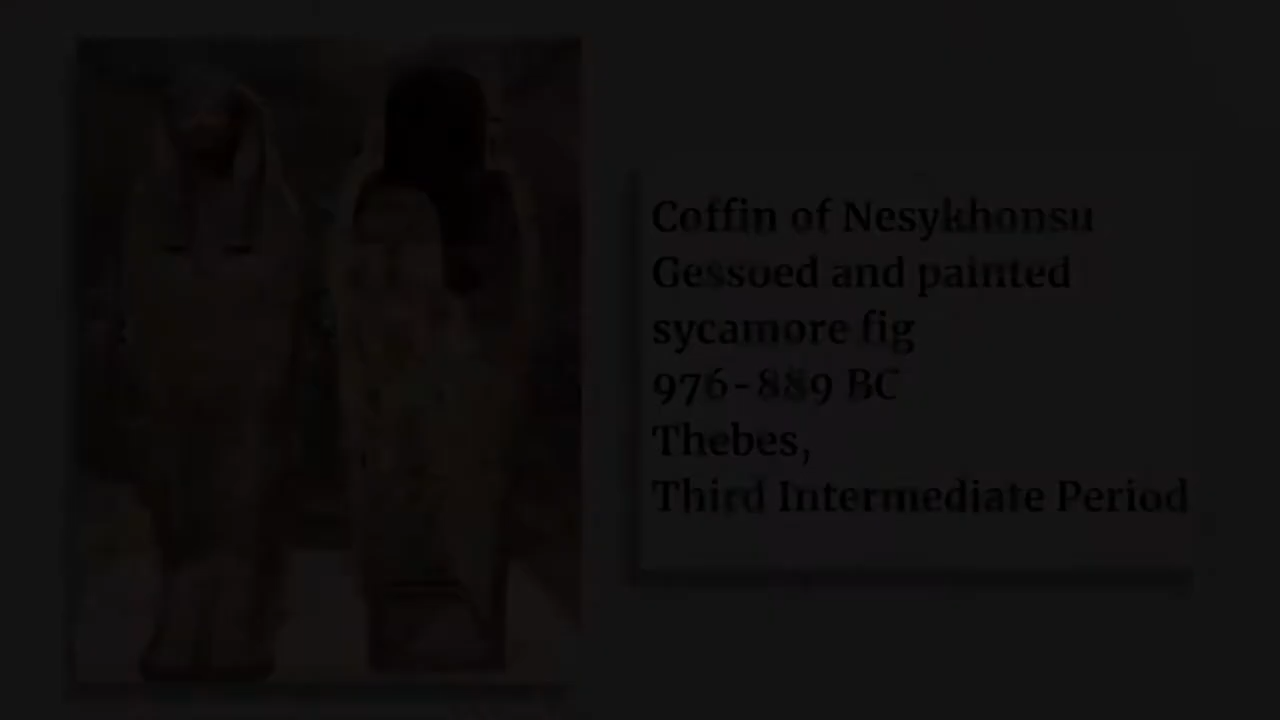 Coffin of Nesykhonsu
Gessoed and painted
sycamore fig
976-889 BC
Thebes,
Third Intermediate Period